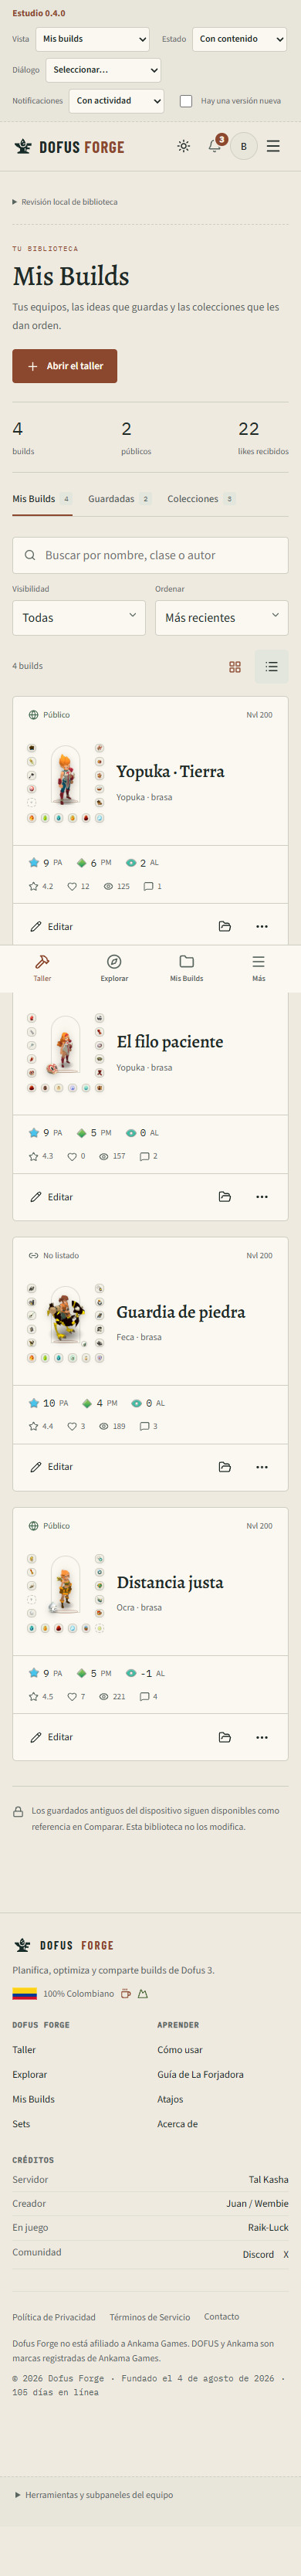 Estudio 0.4.0
Vista Mis builds Estado Con contenido
Diálogo Seleccionar...
Notificaciones Con actividad Hay una versión nueva
DOFUS FORGE 3 B
Revisión local de biblioteca
TU BIBLIOTECA
Mis Builds
Tus equipos, las ideas que guardas y las colecciones que les
dan orden.
Abrir el taller
4 2 22
builds públicos likes recibidos
Mis Builds 4 Guardadas 2 Colecciones 5
Buscar por nombre, clase o autor
Visibilidad Ordenar
Todas Más recientes
4 builds
Público Nvl 200
Yopuka · Tierra
Yopuka · brasa
9 PA 6 PM 2 AL
4.2 12 125 1
Editar
Taller Explorar Mis Builds Más
El filo paciente
Yopuka · brasa
9 PA 5 PM 0 AL
4.3 0 157 2
Editar
No listado Nvl 200
Guardia de piedra
Feca · brasa
10 PA 4 PM 0 AL
4.4 3 189 3
Editar
Público Nvl 200
Distancia justa
Ocra · brasa
9 PA 5 PM -1 AL
4.5 7 221 4
Editar
Los guardados antiguos del dispositivo siguen disponibles como
referencia en Comparar. Esta biblioteca no los modifica.
DOFUS FORGE
Planifica, optimiza y comparte builds de Dofus 3.
100% Colombiano
DOFUS FORGE APRENDER
Taller Cómo usar
Explorar Guía de La Forjadora
Mis Builds Atajos
Sets Acerca de
CRÉDITOS
Servidor Tal Kasha
Creador Juan / Wembie
En juego Raik-Luck
Comunidad Discord X
Política de Privacidad Términos de Servicio Contacto
Dofus Forge no está afiliado a Ankama Games. DOFUS y Ankama son
marcas registradas de Ankama Games.
© 2026 Dofus Forge · Fundado el 4 de agosto de 2026 ·
105 días en línea
Herramientas y subpaneles del equipo